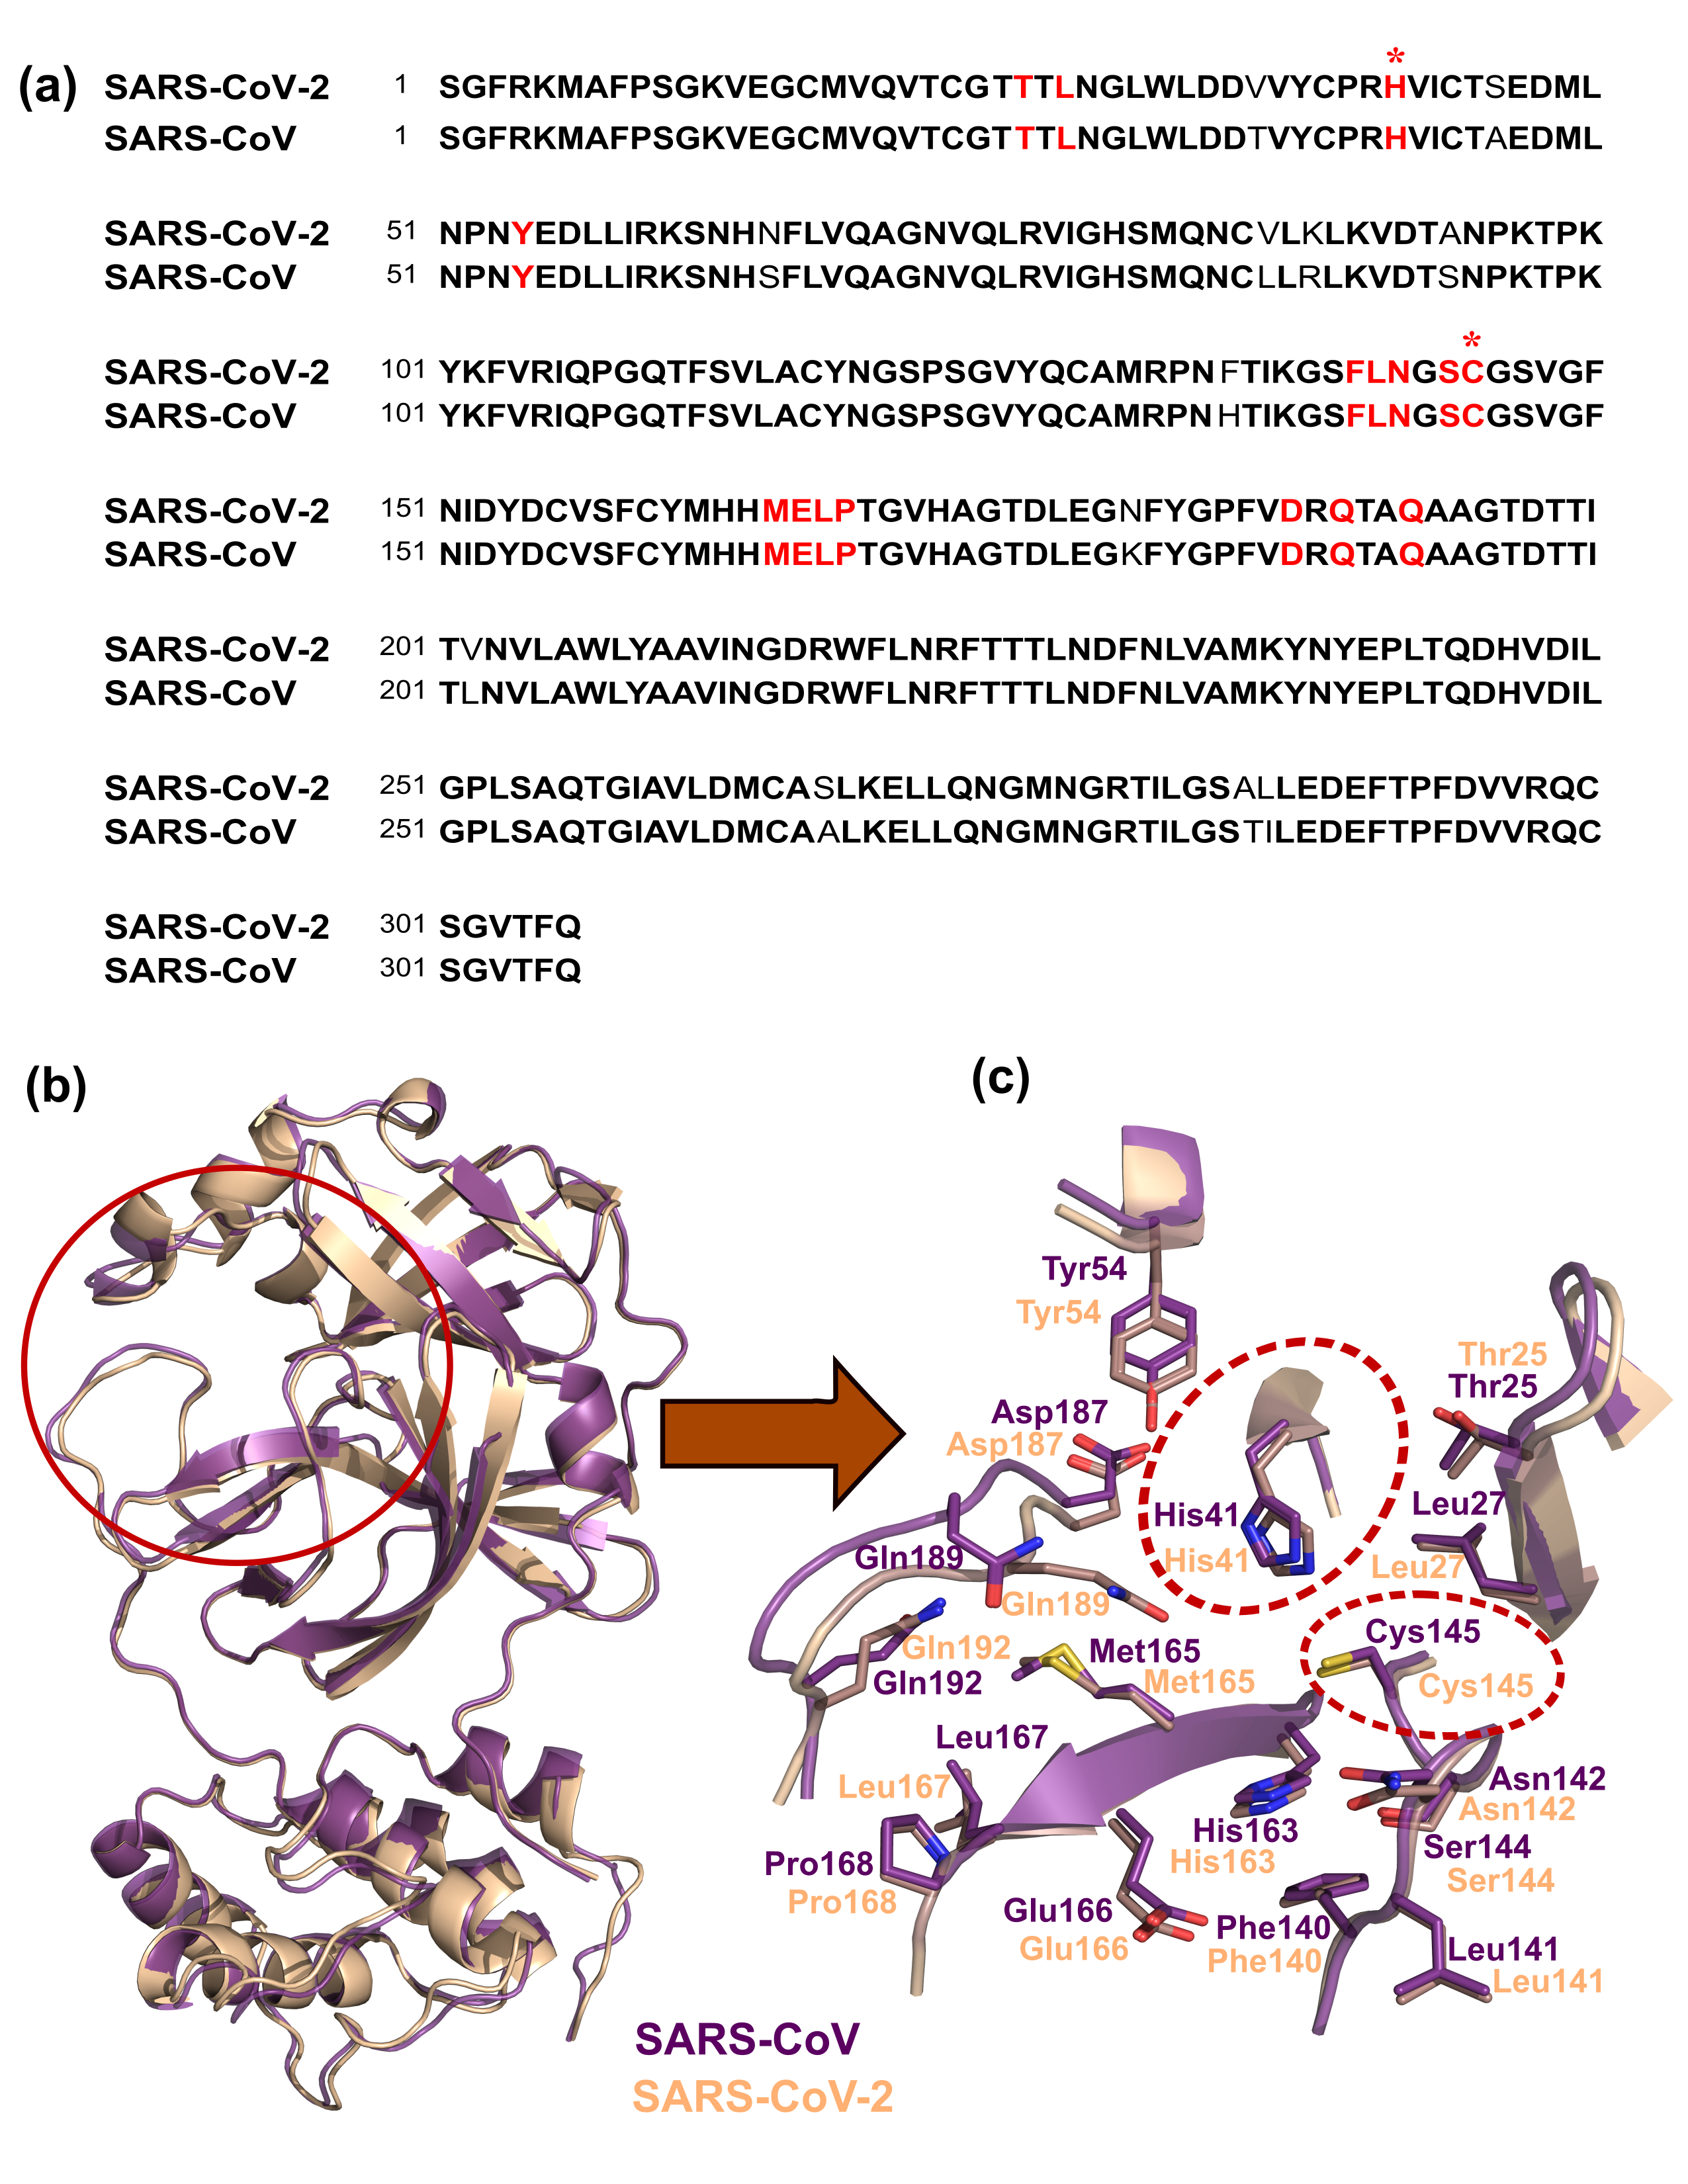 (a)
*
SARS-CoV-2 1 SGFRKMAFPSGKVEGCMVQVTCGTTTLNGLWLDDVVYCPRHVICTSEDML
SARS-CoV 1 SGFRKMAFPSGKVEGCMVQVTCGTTTLNGLWLDDTVYCPRHVICTAEDML
SARS-CoV-2 51 NPNYEDLLIRKSNHNFLVQAGNVQLRVIGHSMQNCVLKLKVDTANPKTPK
SARS-CoV 51 NPNYEDLLIRKSNHSFLVQAGNVQLRVIGHSMQNCLLRLKVDTSNPKTPK
*
SARS-CoV-2 101 YKFVRIQPGQTFSVLACYNGSPSGVYQCAMRPNFTIKGSFLNGSCGSVGF
SARS-CoV 101 YKFVRIQPGQTFSVLACYNGSPSGVYQCAMRPNHTIKGSFLNGSCGSVGF
SARS-CoV-2 151 NIDYDCVSFCYMHHMELPTGVHAGTDLEGNFYGPFVDRQTAQAAGTDTTI
SARS-CoV 151 NIDYDCVSFCYMHHMELPTGVHAGTDLEGKFYGPFVDRQTAQAAGTDTTI
SARS-CoV-2 201 TVNVLAWLYAAVINGDRWFLNRFTTTLNDFNLVAMKYNYEPLTQDHVDIL
SARS-CoV 201 TLNVLAWLYAAVINGDRWFLNRFTTTLNDFNLVAMKYNYEPLTQDHVDIL
SARS-CoV-2 251 GPLSAQTGIAVLDMCASLKELLQNGMNGRTILGSALLEDEFTPFDVVRQC
SARS-CoV 251 GPLSAQTGIAVLDMCAALKELLQNGMNGRTILGSTILEDEFTPFDVVRQC
SARS-CoV-2 301 SGVTFQ
SARS-CoV 301 SGVTFQ
(b)
(c)
Tyr54
Tyr54
Thr25
Thr25
Asp187
Asp187
Leu27
Leu27
His41
His41
Gln189
Gln189
Gln192
Gln192
Met165
Met165
Cys145
Cys145
Leu167
Leu167
Asn142
Asn142
His163
His163
Ser144
Ser144
Pro168
Pro168
Glu166
Glu166
Phe140
Phe140
Leu141
Leu141
SARS-CoV
SARS-CoV-2